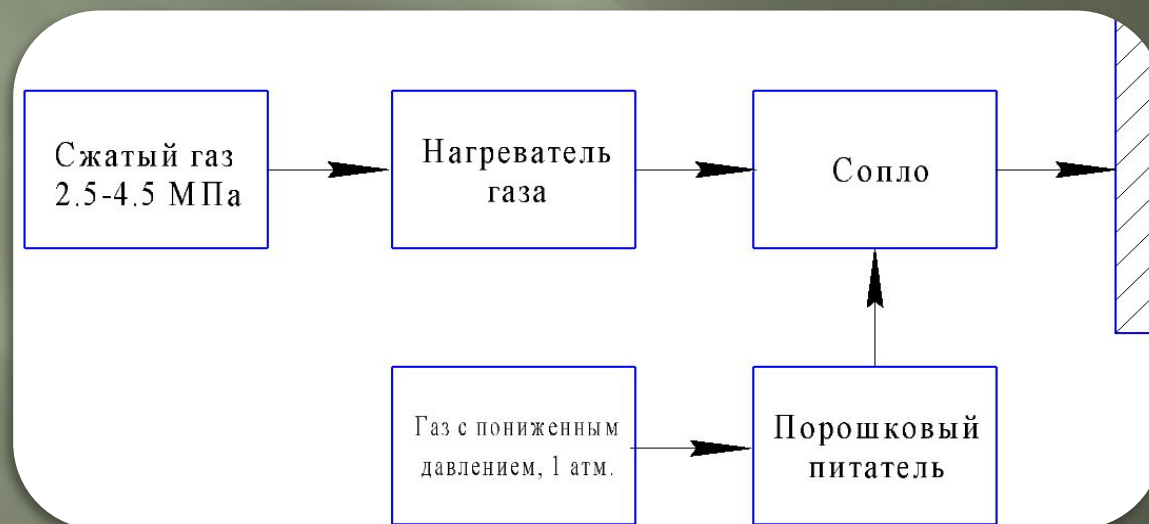 Сжатый газ
2.5-4.5 МПа
Нагреватель
газа
Сопло
Газ с пониженным
давлением, 1 атм.
Порошковый
питатель